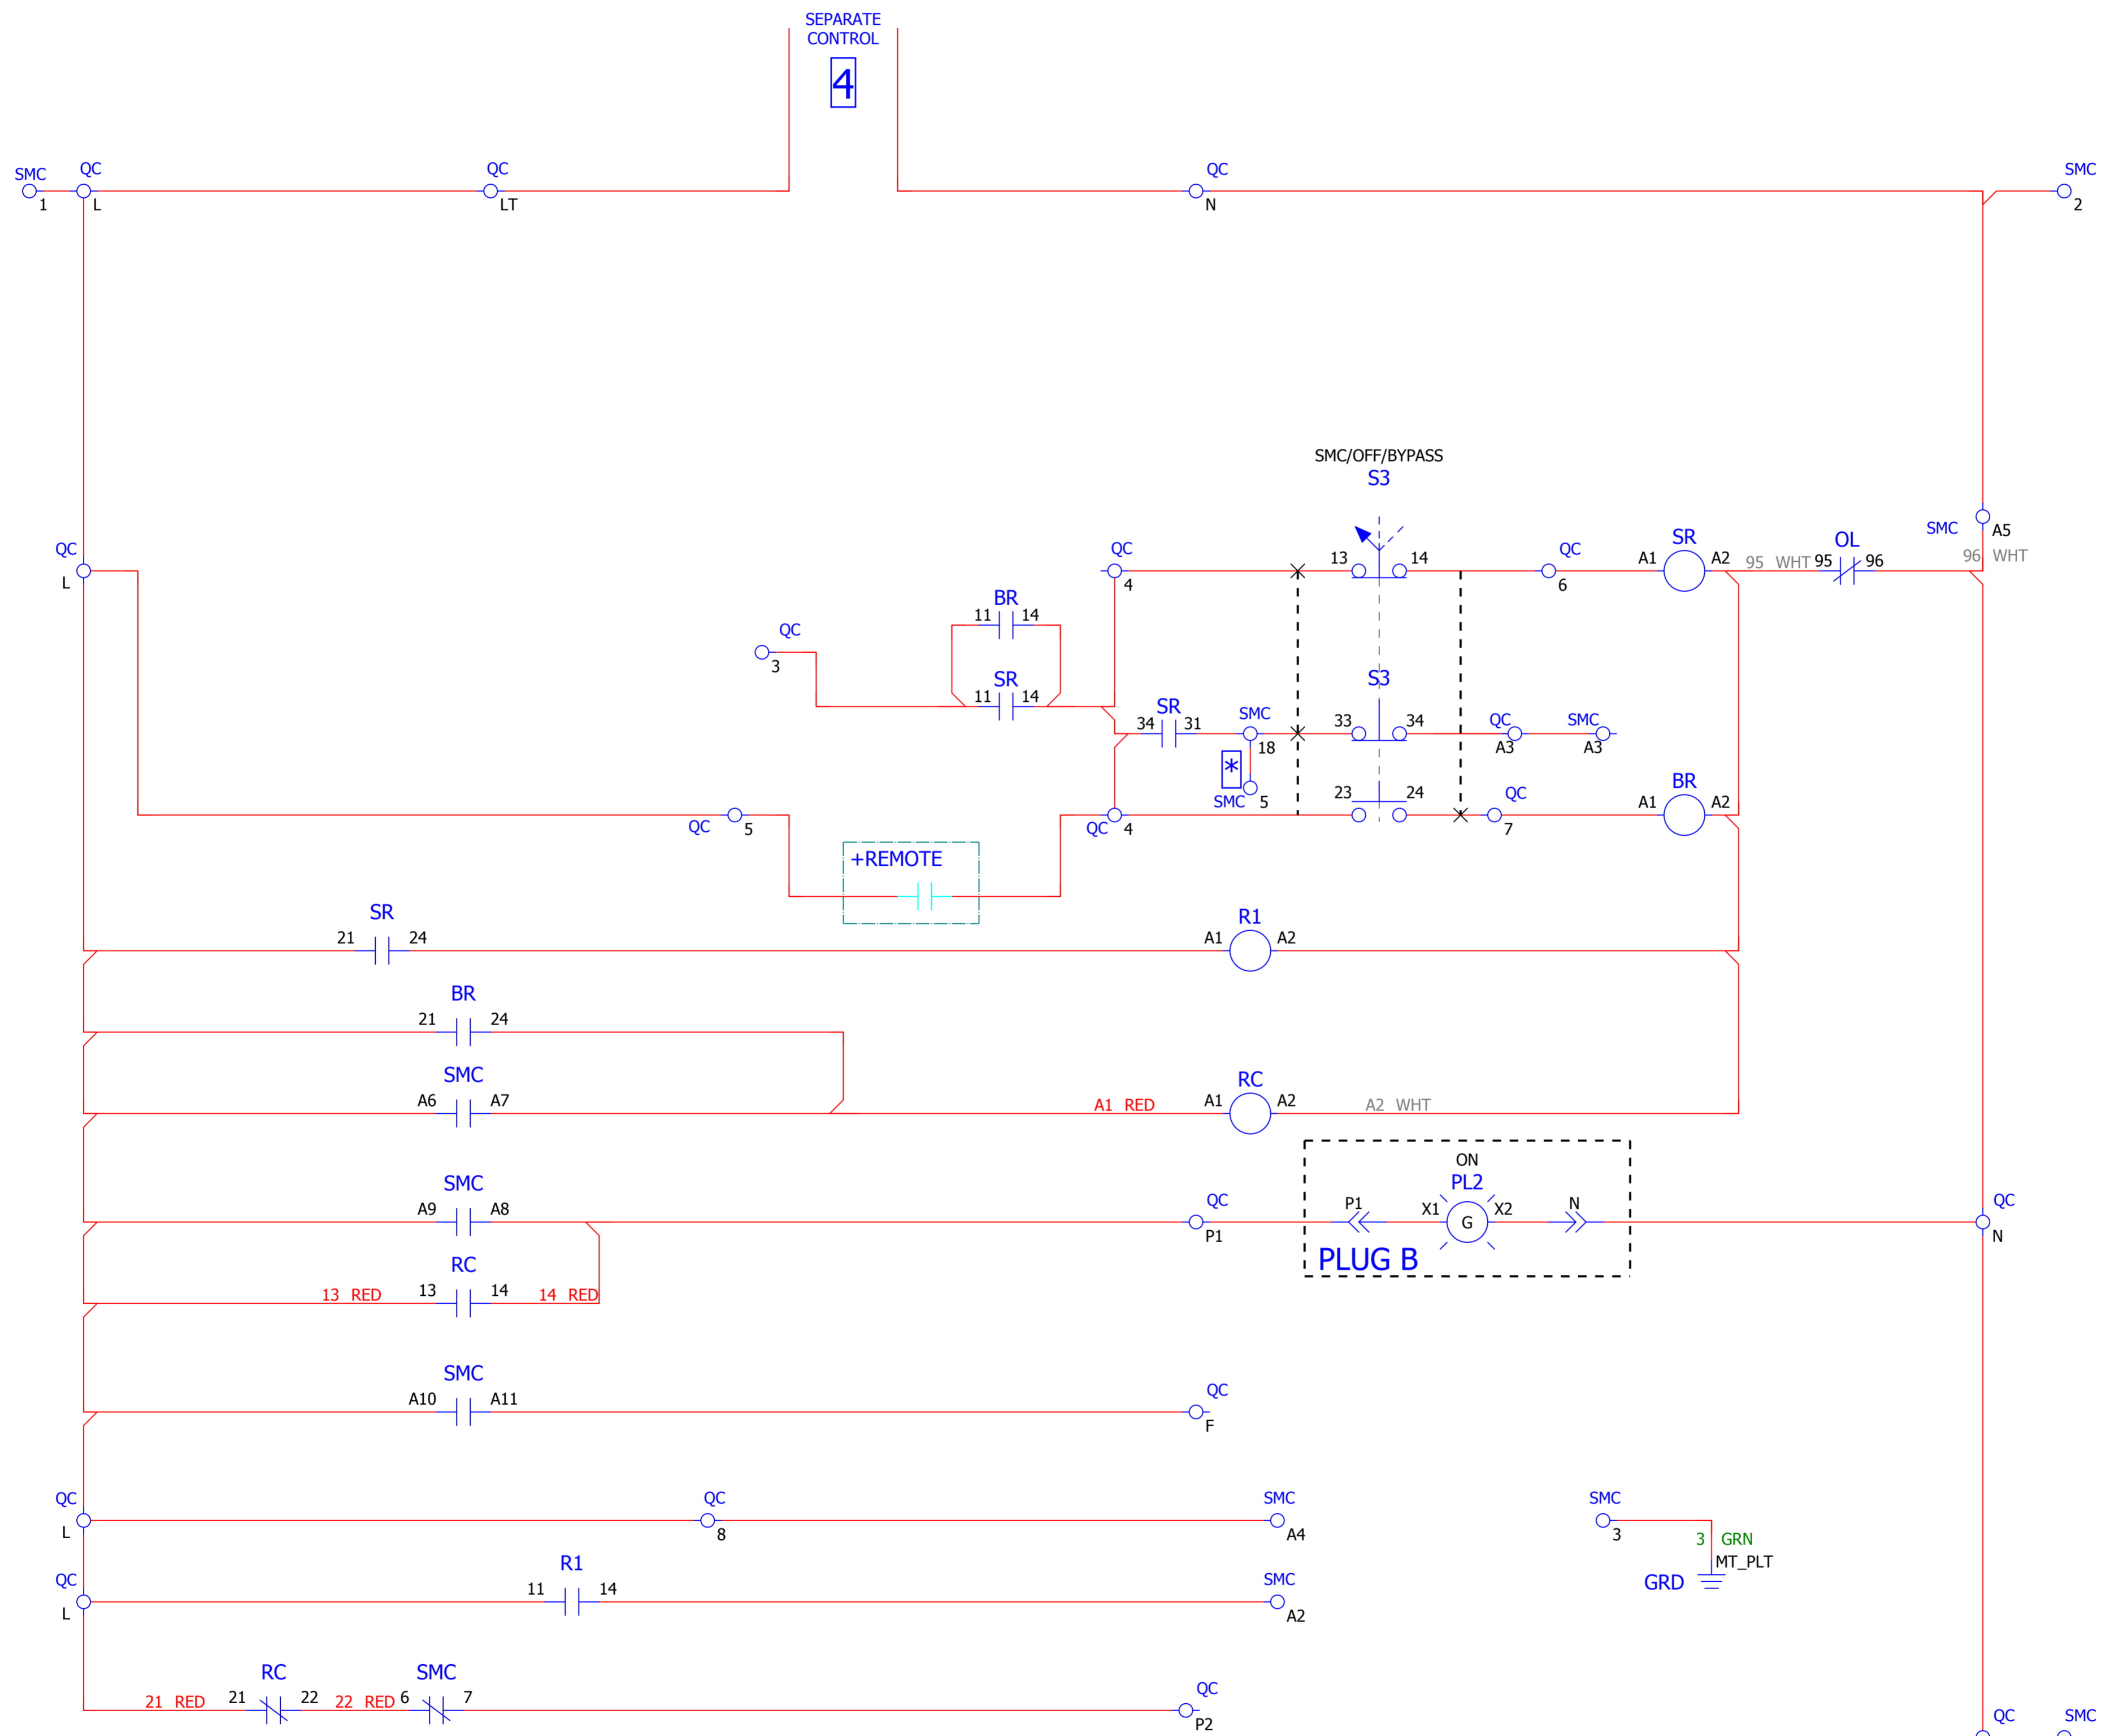 SEPARATE
CONTROL
4
SMC
1
QC
L
QC
LT
QC
N
SMC
2
SMC/OFF/BYPASS
S3
QC
L
QC
4
13
14
QC
6
SR
A1
A2
95 WHT
OL
95
96
SMC
A5
96 WHT
BR
11
14
QC
3
SR
11
14
SR
34
31
SMC
18
S3
33
34
QC
A3
SMC
A3
*
SMC
5
QC
5
QC
4
23
24
QC
7
BR
A1
A2
+REMOTE
SR
21
24
R1
A1
A2
BR
21
24
SMC
A6
A7
A1 RED
RC
A1
A2
A2 WHT
SMC
A9
A8
QC
P1
ON
PL2
P1
X1
G
X2
N
PLUG B
QC
N
RC
13 RED
13
14
14 RED
SMC
A10
A11
QC
F
QC
L
QC
8
SMC
A4
SMC
3
3 GRN
MT_PLT
GRD
QC
L
R1
11
14
SMC
A2
RC
21 RED
21
22
22 RED
SMC
6
7
QC
P2
QC
SMC